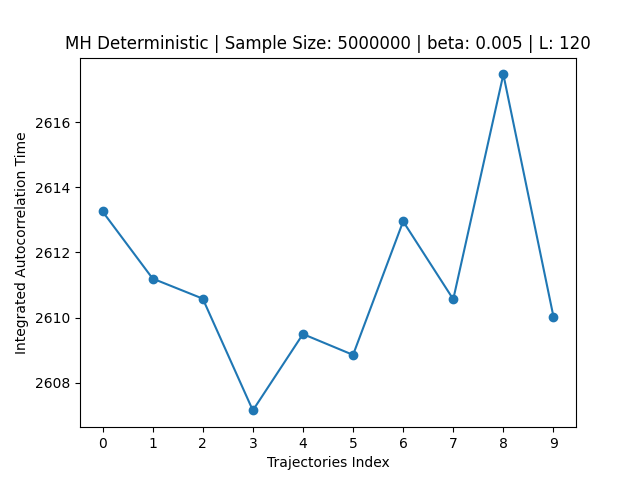 MH Deterministic | Sample Size: 5000000 | beta: 0.005 | L: 120
Integrated Autocorrelation Time
2616
2614
2612
2610
2608
0 1 2 3 4 5 6 7 8 9
Trajectories Index